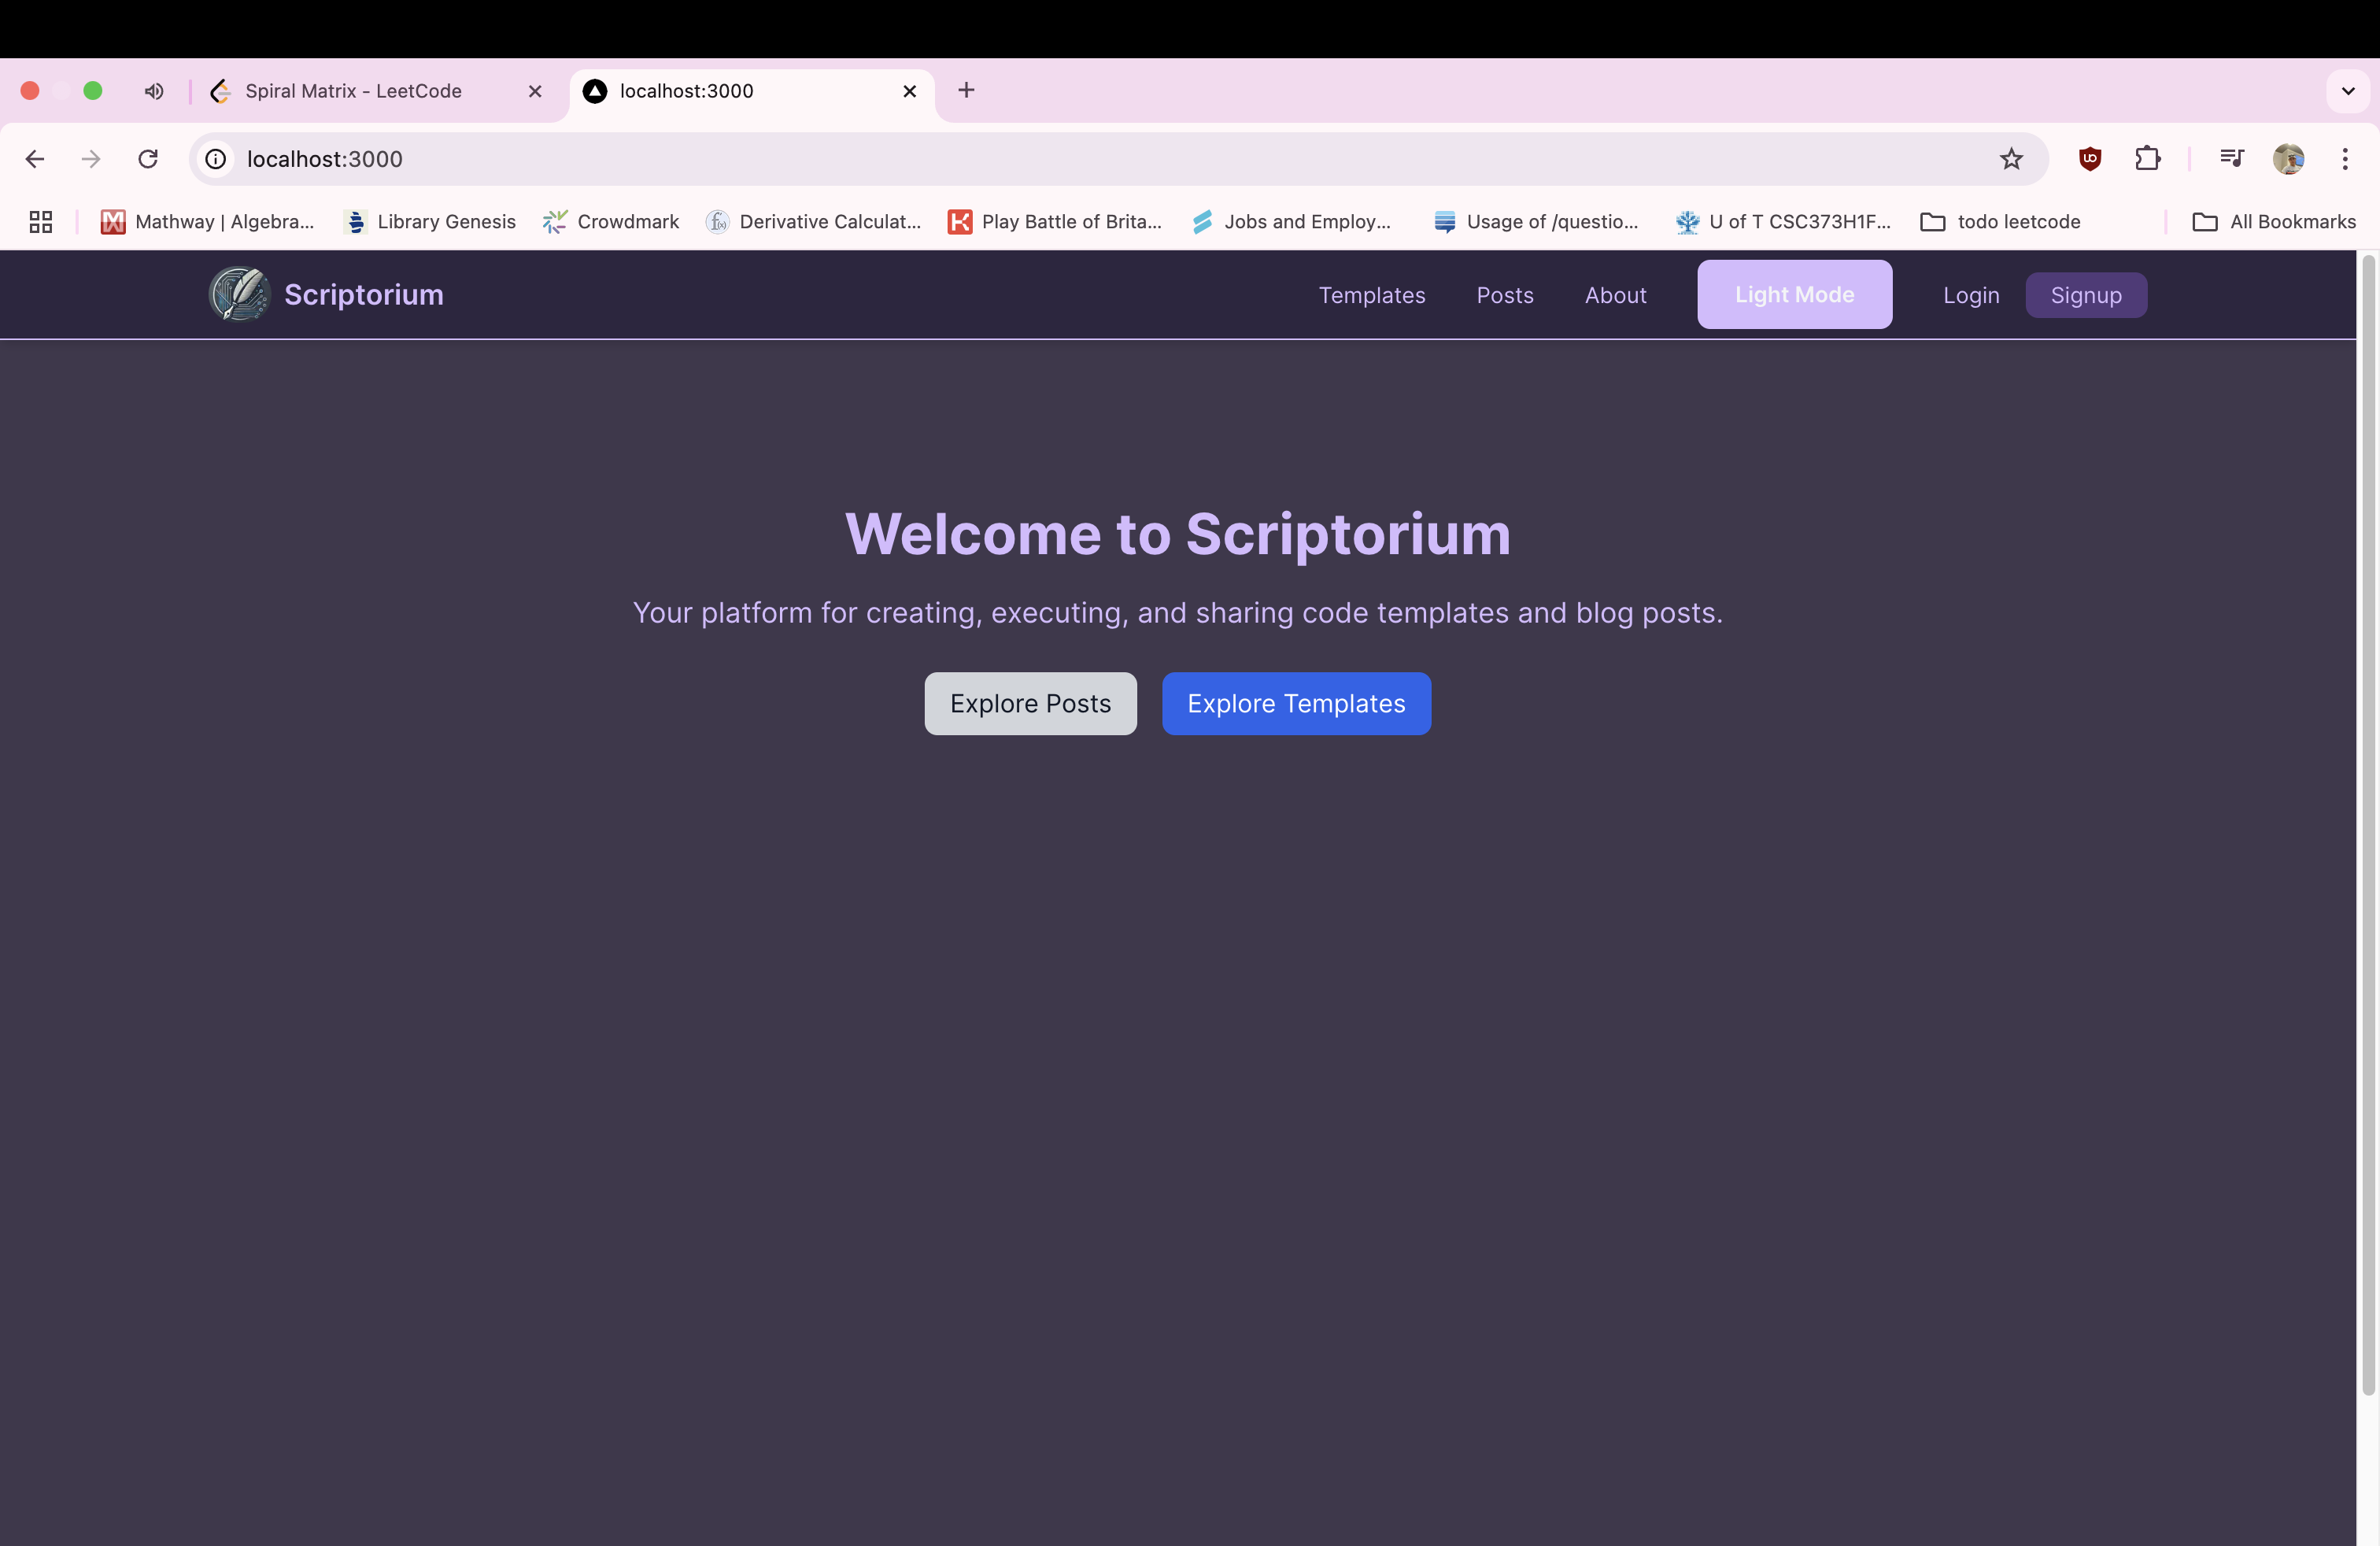 Spiral Matrix - LeetCode
localhost:3000
localhost:3000
Mathway | Algebra... Library Genesis Crowdmark Derivative Calculat... Play Battle of Brita... Jobs and Employ... Usage of /questio... U of T CSC373H1F... todo leetcode All Bookmarks
Scriptorium Templates Posts About Light Mode Login Signup
Welcome to Scriptorium
Your platform for creating, executing, and sharing code templates and blog posts.
Explore Posts Explore Templates